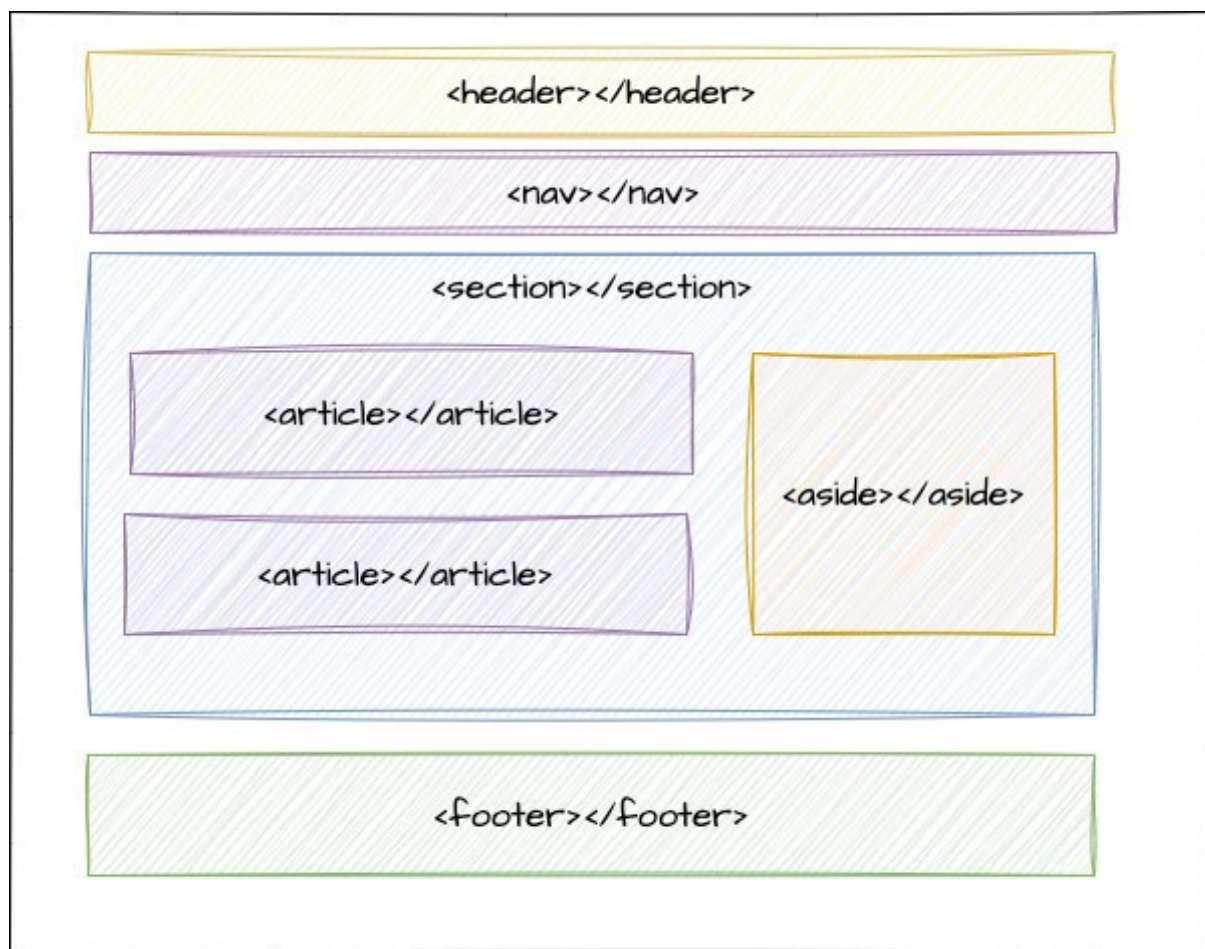 <header></header>
<nav></nav>
<section></section>
<article></article>
<aside></aside>
<article></article>
<footer></footer>